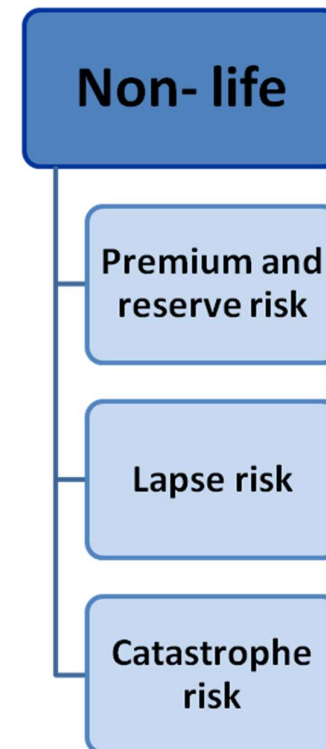 Non- life
Premium and
reserve risk
Lapse risk
Catastrophe
risk